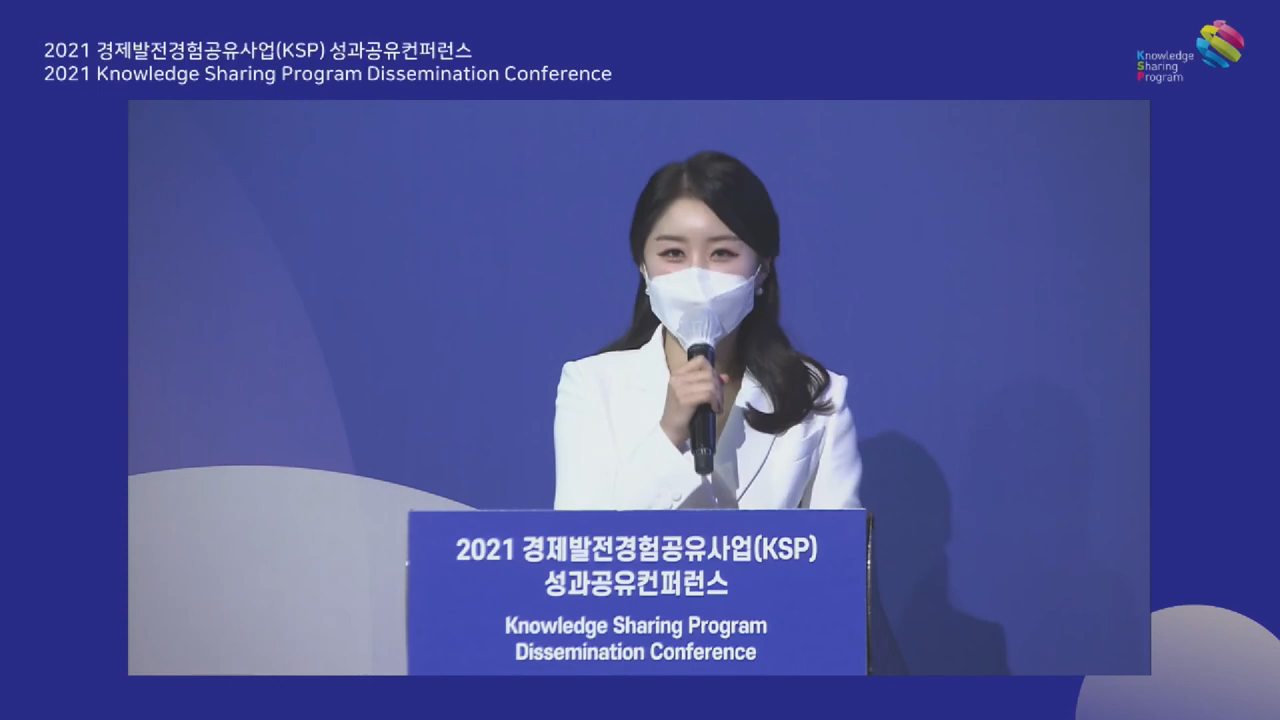 2021 경제발전경험공유사업(KSP) 성과공유컨퍼런스
2021 Knowledge Sharing Program Dissemination Conference
Knowledge
Sharing
Program
2021 경제발전경험공유사업(KSP)
성과공유컨퍼런스
Knowledge Sharing Program
Dissemination Conference